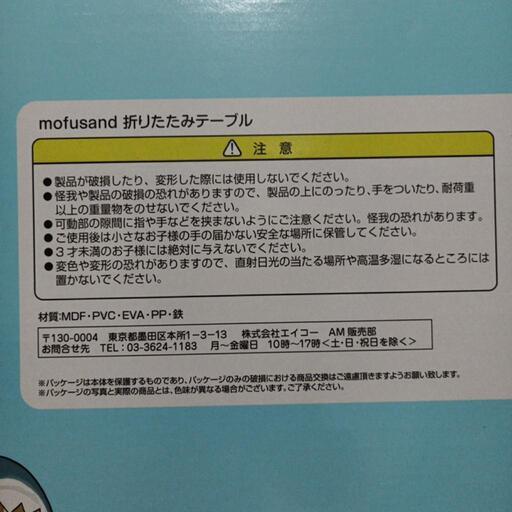 mofusand 折りたたみテーブル
注 意
●製品が破損したり、変形した際には使用しないでください。
●怪我や製品の破損の恐れがありますので、製品の上にのったり、手をついたり、耐荷重
以上の重量物をのせないでください。
●可動部の隙間に指や手などを挟まないようにご注意ください。怪我の恐れがあります。
●ご使用後は小さなお子様の手の届かない安全な場所に保管してください。
●3才未満のお子様には絶対に与えないでください。
●変色や変形の恐れがありますので、直射日光の当たる場所や高温多湿になるところには
置かないでください。
材質:MDF・PVC・EVA・PP・鉄
〒130-0004 東京都墨田区本所1-3-13 株式会社エイコー AM販売部
お問合せ先 TEL:03-3624-1183 月～金曜日 10時～17時<土・日・祝日を除く>
※パッケージは本体を保護するものであり、パッケージのみの破損における商品交換はご遠慮頂きますようお願い致します。
※パッケージの写真と実際の商品とは、色味が異なる場合がございます。ご了承ください。